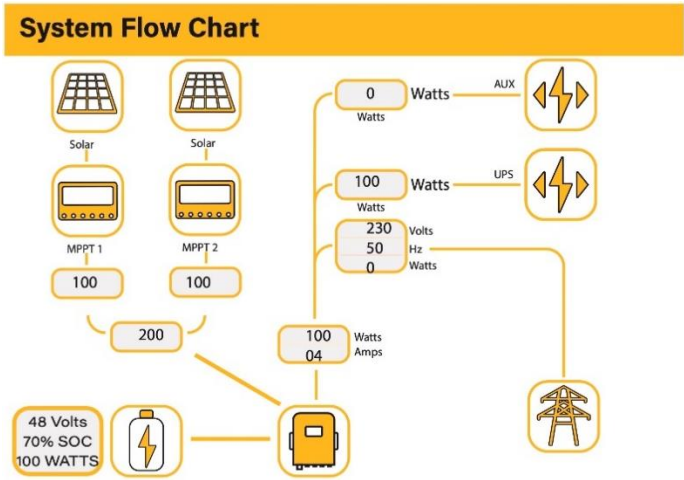 System Flow Chart
Solar
Solar
MPPT 1
MPPT 2
100
100
200
0 Watts
Watts
AUX
100 Watts
Watts
UPS
230 Volts
50 Hz
0 Watts
100 Watts
04 Amps
48 Volts
70% SOC
100 WATTS